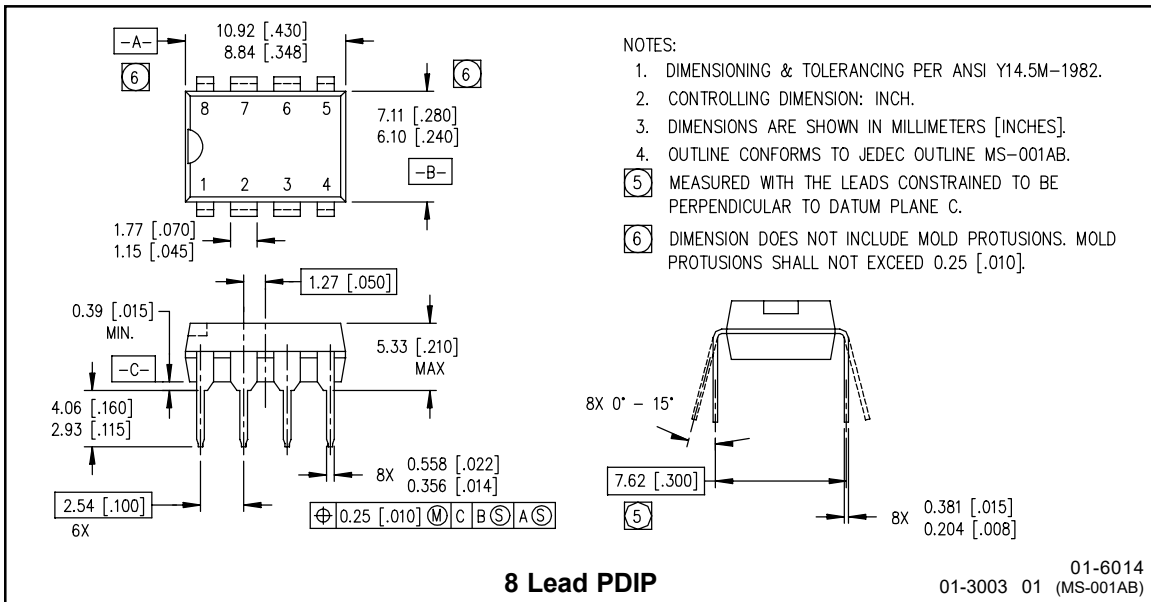 -A-
10.92 [.430]
8.84 [.348]
6
6
8 7 6 5
1 2 3 4
7.11 [.280]
6.10 [.240]
-B-
1.77 [.070]
1.15 [.045]
1.27 [.050]
0.39 [.015]
MIN.
-C-
5.33 [.210]
MAX
4.06 [.160]
2.93 [.115]
8X 0.558 [.022]
0.356 [.014]
2.54 [.100]
6X
⌖ 0.25 [.010] Ⓜ C B Ⓢ A Ⓢ
NOTES:
1. DIMENSIONING & TOLERANCING PER ANSI Y14.5M-1982.
2. CONTROLLING DIMENSION: INCH.
3. DIMENSIONS ARE SHOWN IN MILLIMETERS [INCHES].
4. OUTLINE CONFORMS TO JEDEC OUTLINE MS-001AB.
5 MEASURED WITH THE LEADS CONSTRAINED TO BE
PERPENDICULAR TO DATUM PLANE C.
6 DIMENSION DOES NOT INCLUDE MOLD PROTUSIONS. MOLD
PROTUSIONS SHALL NOT EXCEED 0.25 [.010].
8X 0° - 15°
7.62 [.300]
5
8X 0.381 [.015]
0.204 [.008]
8 Lead PDIP
01-6014
01-3003 01 (MS-001AB)